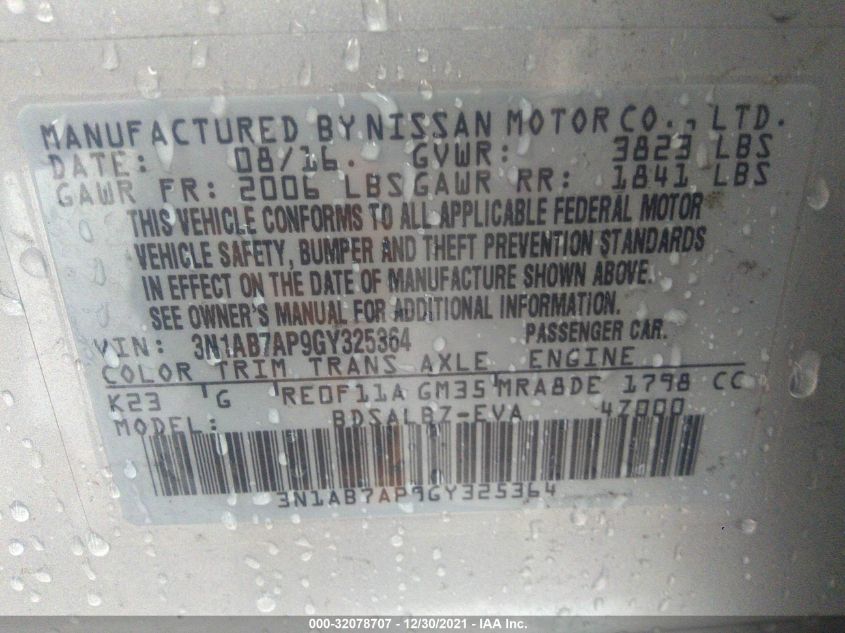 MANUFACTURED BY NISSAN MOTOR CO., LTD.
DATE: 08/16. GVWR: 3823 LBS
GAWR FR: 2006 LBS GAWR RR: 1841 LBS
THIS VEHICLE CONFORMS TO ALL APPLICABLE FEDERAL MOTOR
VEHICLE SAFETY, BUMPER AND THEFT PREVENTION STANDARDS
IN EFFECT ON THE DATE OF MANUFACTURE SHOWN ABOVE.
SEE OWNER'S MANUAL FOR ADDITIONAL INFORMATION.
VIN: 3N1AB7AP9GY325364 PASSENGER CAR.
COLOR TRIM TRANS AXLE ENGINE
K23 G RE0F11A GM35 MRA8DE 1798 CC
MODEL: BDSALBZ-EVA 47000
3N1AB7AP9GY325364
000-32078707 - 12/30/2021 - IAA Inc.